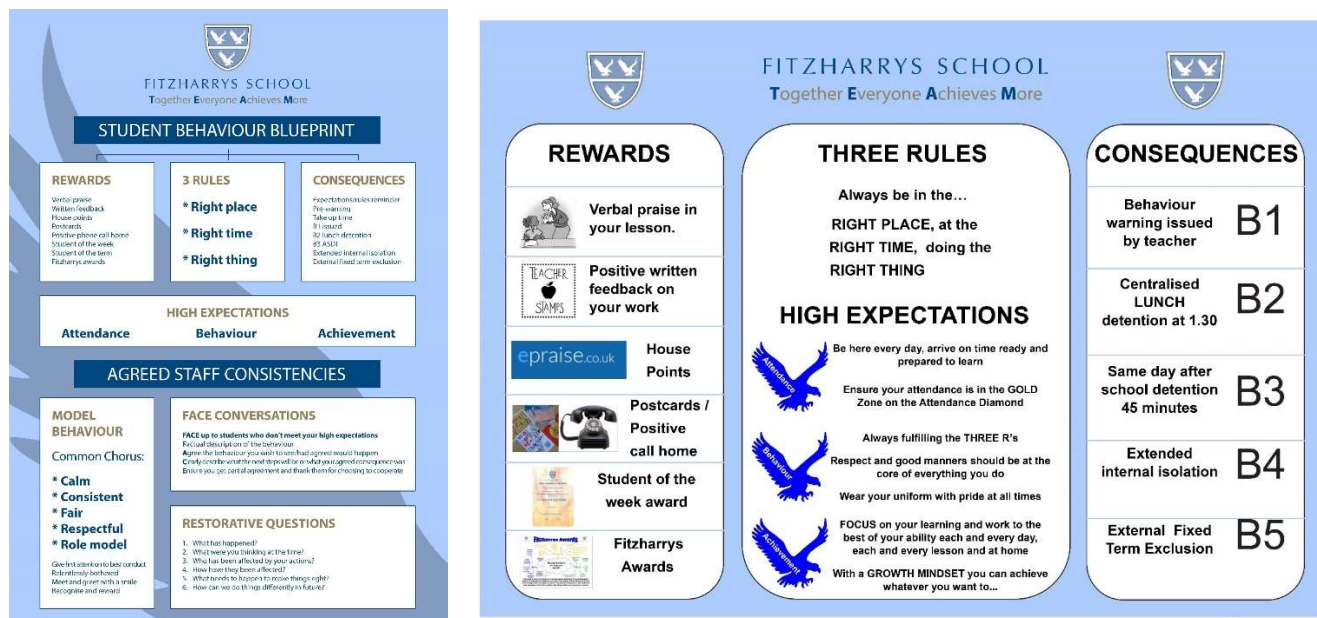 FITZHARRYS SCHOOL
Together Everyone Achieves More
STUDENT BEHAVIOUR BLUEPRINT
REWARDS
Verbal praise
Written feedback
House points
Postcards
Positive phone call home
Student of the week
Student of the term
Fitzharrys awards
3 RULES
* Right place
* Right time
* Right thing
CONSEQUENCES
Expectations/rules reminder
Pre-warning
Take up time
B1 issued
B2 lunch detention
B3 ASDT
Extended internal isolation
External fixed term exclusion
HIGH EXPECTATIONS
Attendance Behaviour Achievement
AGREED STAFF CONSISTENCIES
MODEL
BEHAVIOUR
Common Chorus:
* Calm
* Consistent
* Fair
* Respectful
* Role model
Give first attention to best conduct
Relentlessly bothered
Meet and greet with a smile
Recognise and reward
FACE CONVERSATIONS
FACE up to students who don't meet your high expectations
Factual description of the behaviour
Agree the behaviour you wish to see/had agreed would happen
Clearly describe what the next steps will be or what your agreed consequence was
Ensure you get partial agreement and thank them for choosing to cooperate
RESTORATIVE QUESTIONS
1. What has happened?
2. What were you thinking at the time?
3. Who has been affected by your actions?
4. How have they been affected?
5. What needs to happen to make things right?
6. How can we do things differently in future?
FITZHARRYS SCHOOL
Together Everyone Achieves More
REWARDS
Verbal praise in
your lesson.
TEACHER
STAMPS
Positive written
feedback on
your work
epraise.co.uk
House
Points
Postcards /
Positive
call home
Student of the
week award
Fitzharrys Awards
Fitzharrys
Awards
THREE RULES
Always be in the...
RIGHT PLACE, at the
RIGHT TIME, doing the
RIGHT THING
HIGH EXPECTATIONS
Attendance
Be here every day, arrive on time ready and
prepared to learn
Ensure your attendance is in the GOLD
Zone on the Attendance Diamond
Behaviour
Always fulfilling the THREE R's
Respect and good manners should be at the
core of everything you do
Wear your uniform with pride at all times
Achievement
FOCUS on your learning and work to the
best of your ability each and every day,
each and every lesson and at home
With a GROWTH MINDSET you can achieve
whatever you want to...
CONSEQUENCES
Behaviour
warning issued
by teacher
B1
Centralised
LUNCH
detention at 1.30
B2
Same day after
school detention
45 minutes
B3
Extended
internal isolation
B4
External Fixed
Term Exclusion
B5